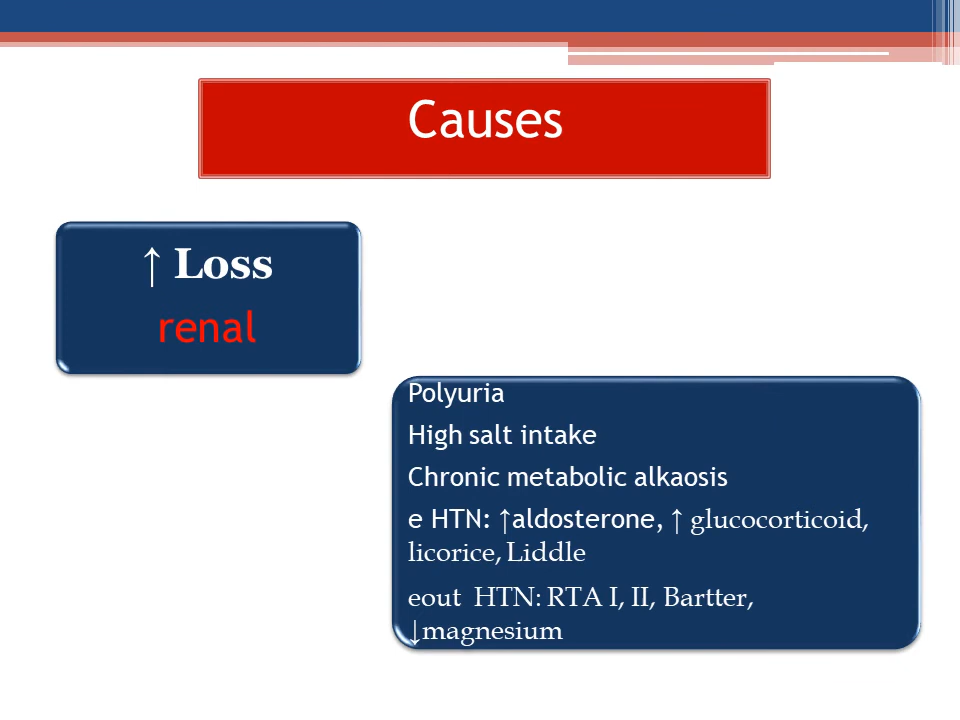 Causes
↑ Loss
renal
Polyuria
High salt intake
Chronic metabolic alkaosis
e HTN: ↑aldosterone, ↑ glucocorticoid,
licorice, Liddle
eout HTN: RTA I, II, Bartter,
↓magnesium